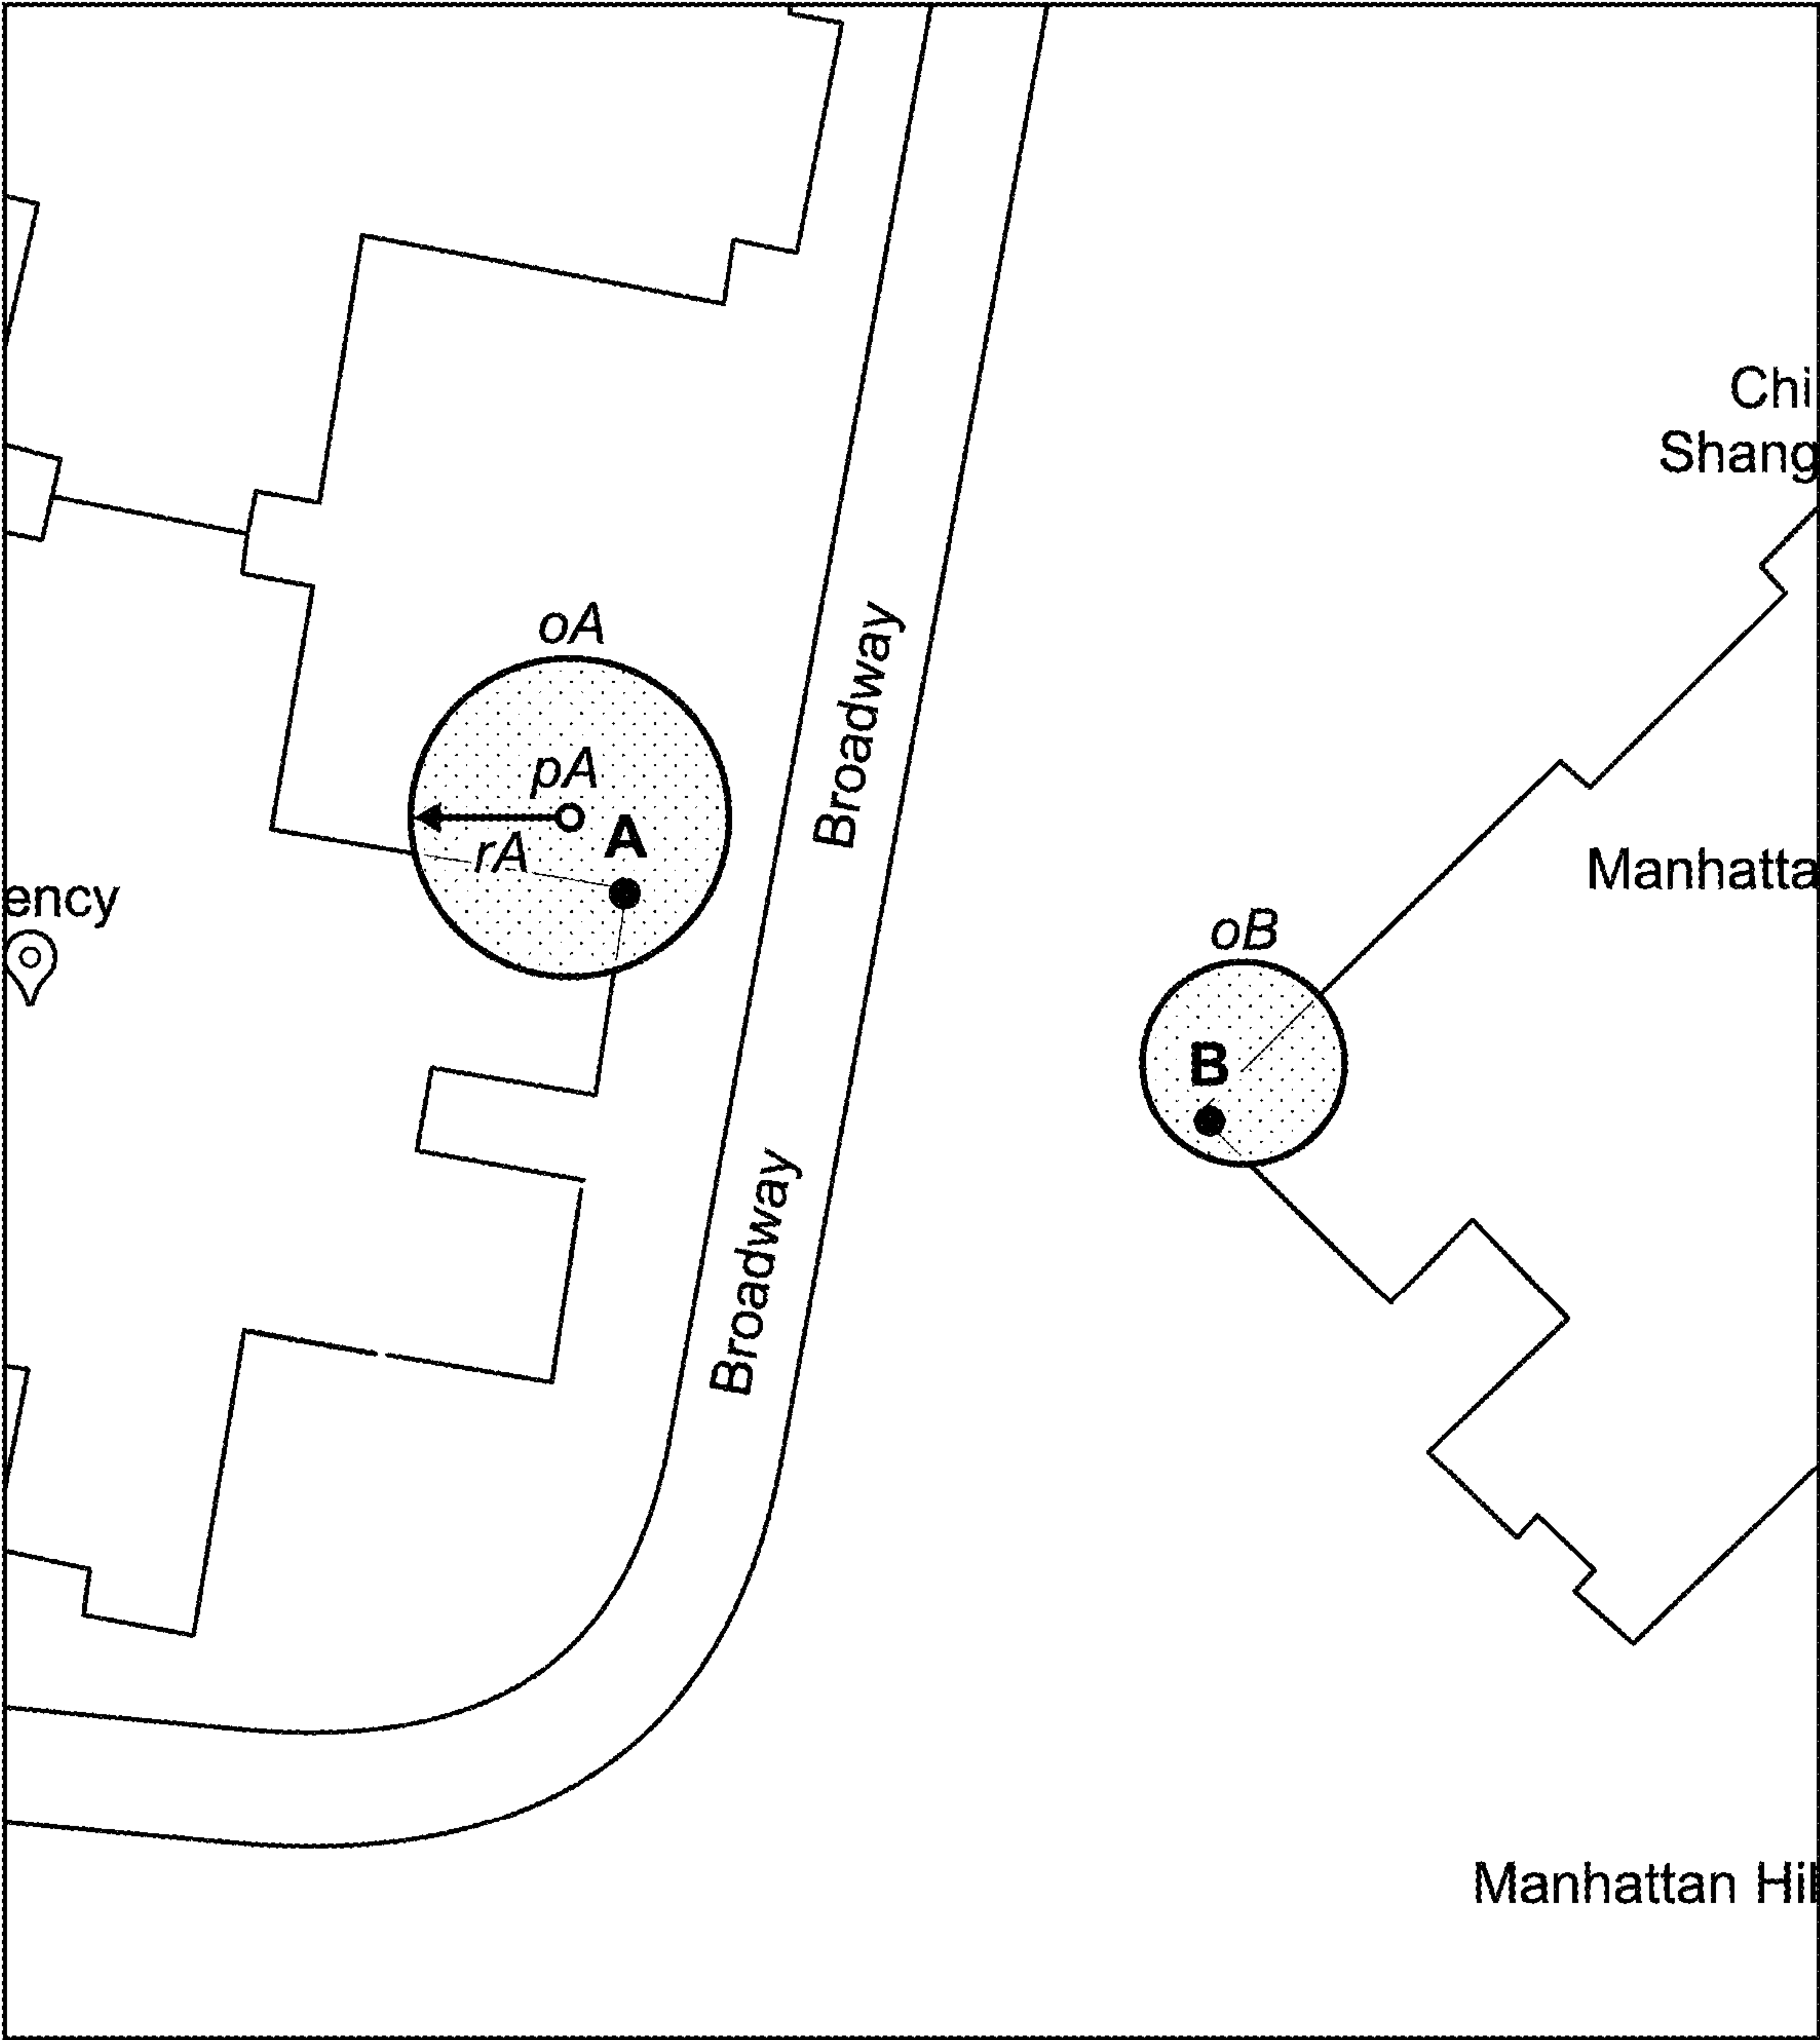 Chi
Shang
oA
Broadway
pA
A
rA
Manhatta
ency
oB
B
Broadway
Manhattan Hil